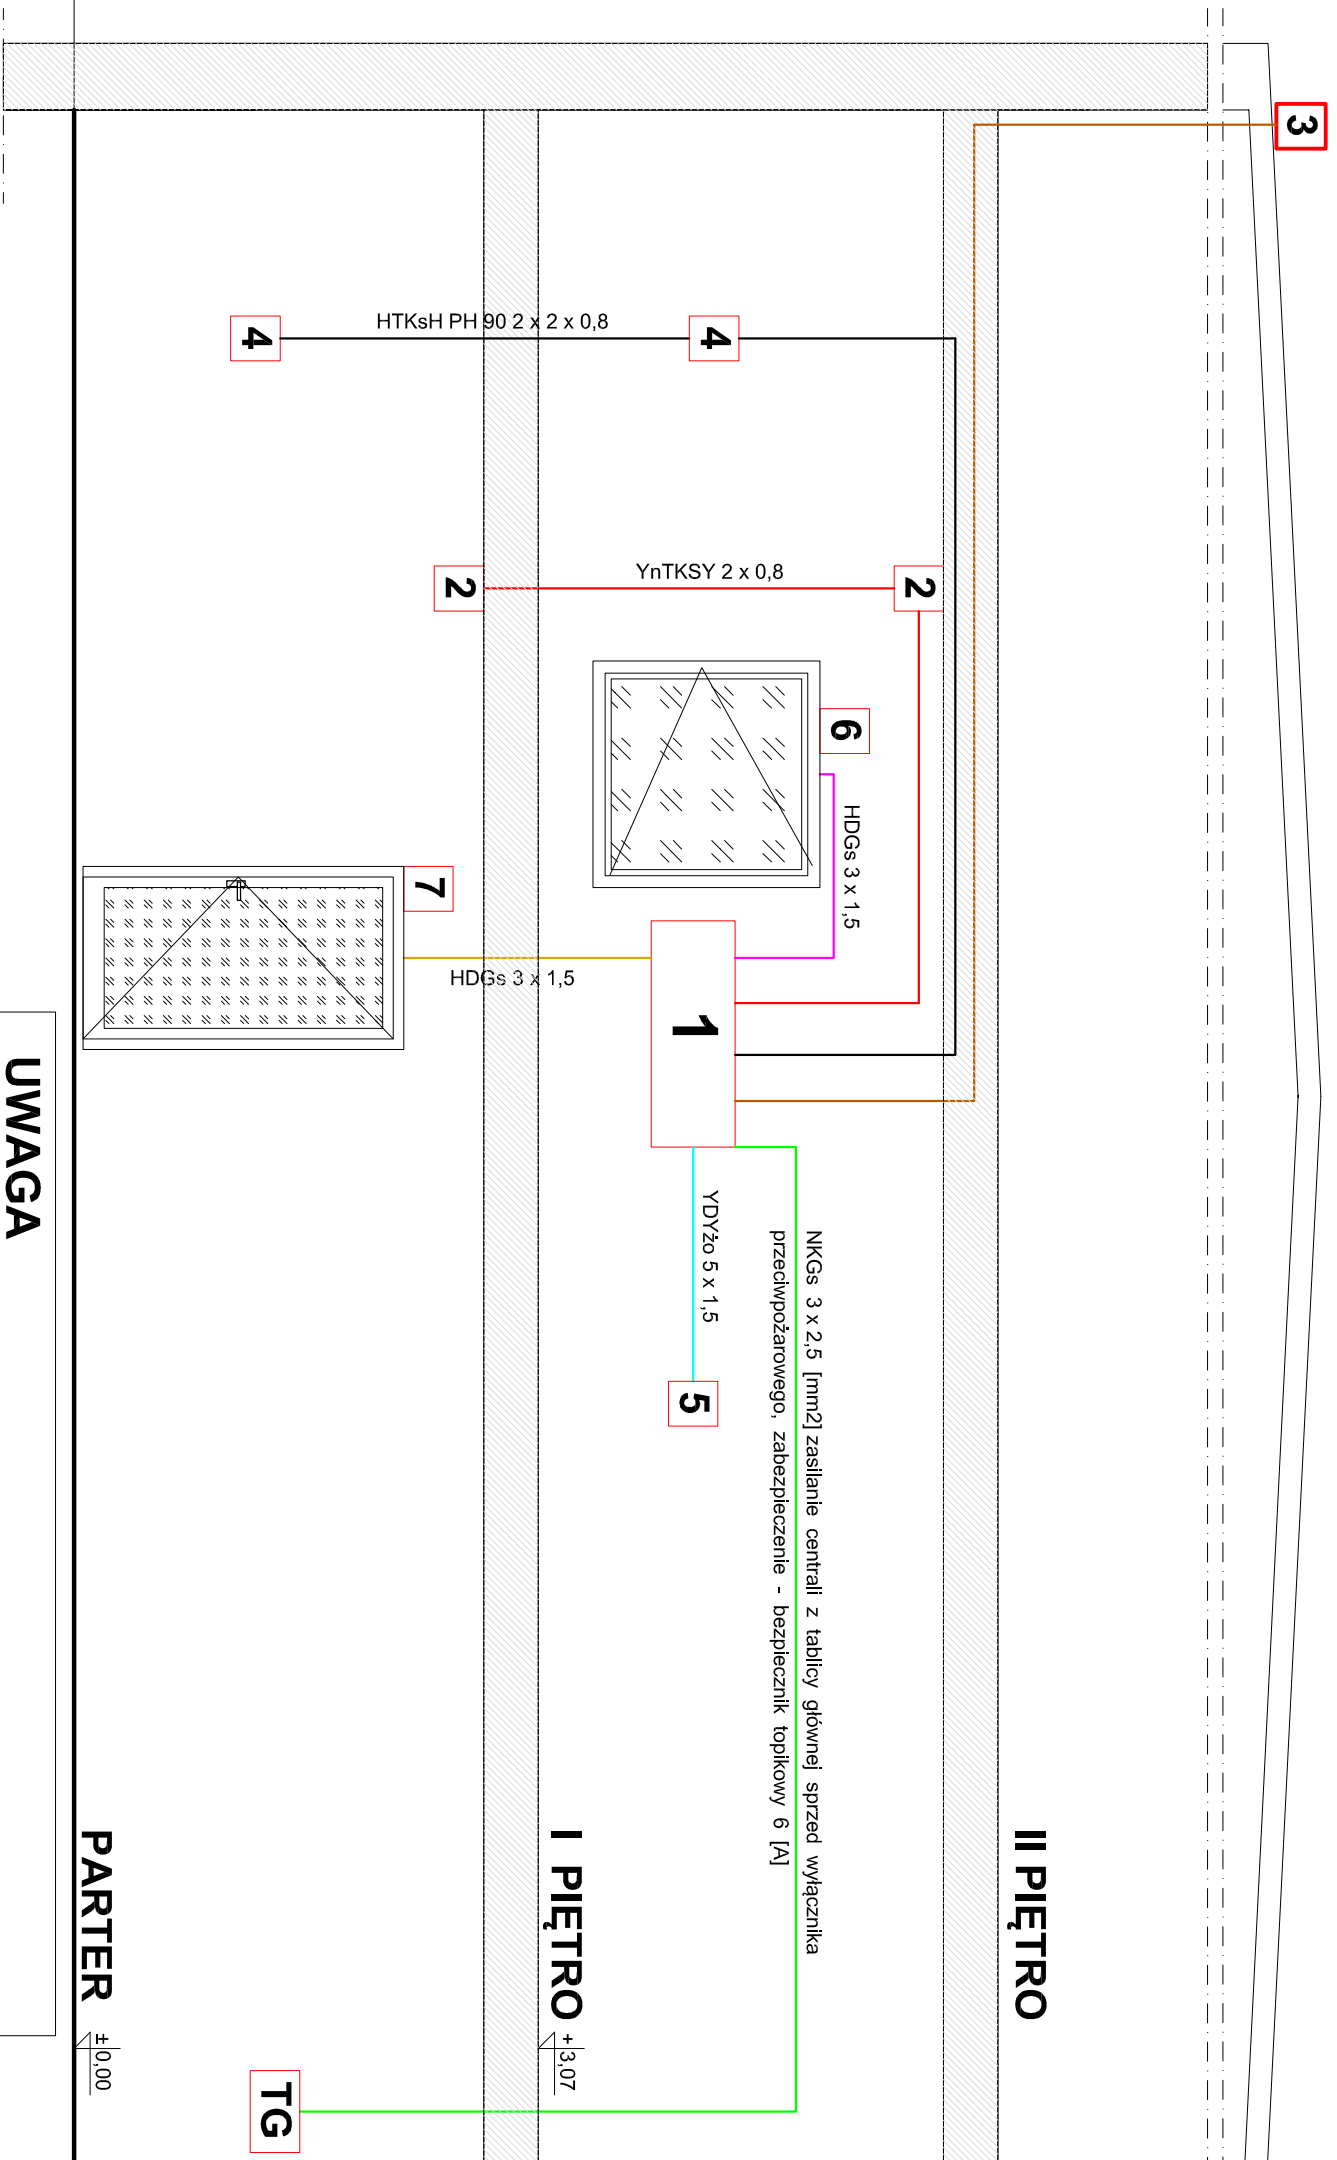 3
II PIĘTRO
HTKsH PH 90 2 x 2 x 0,8
4
4
YnTKSY 2 x 0,8
2
2
6
HDGs 3 x 1,5
7
HDGs 3 x 1,5
1
NKGs 3 x 2,5 [mm2] zasilanie centrali z tablicy głównej sprzed wyłącznika
przeciwpożarowego, zabezpieczenie - bezpiecznik topikowy 6 [A]
YDYżo 5 x 1,5
5
I PIĘTRO
+3,07
TG
PARTER
±0,00
UWAGA